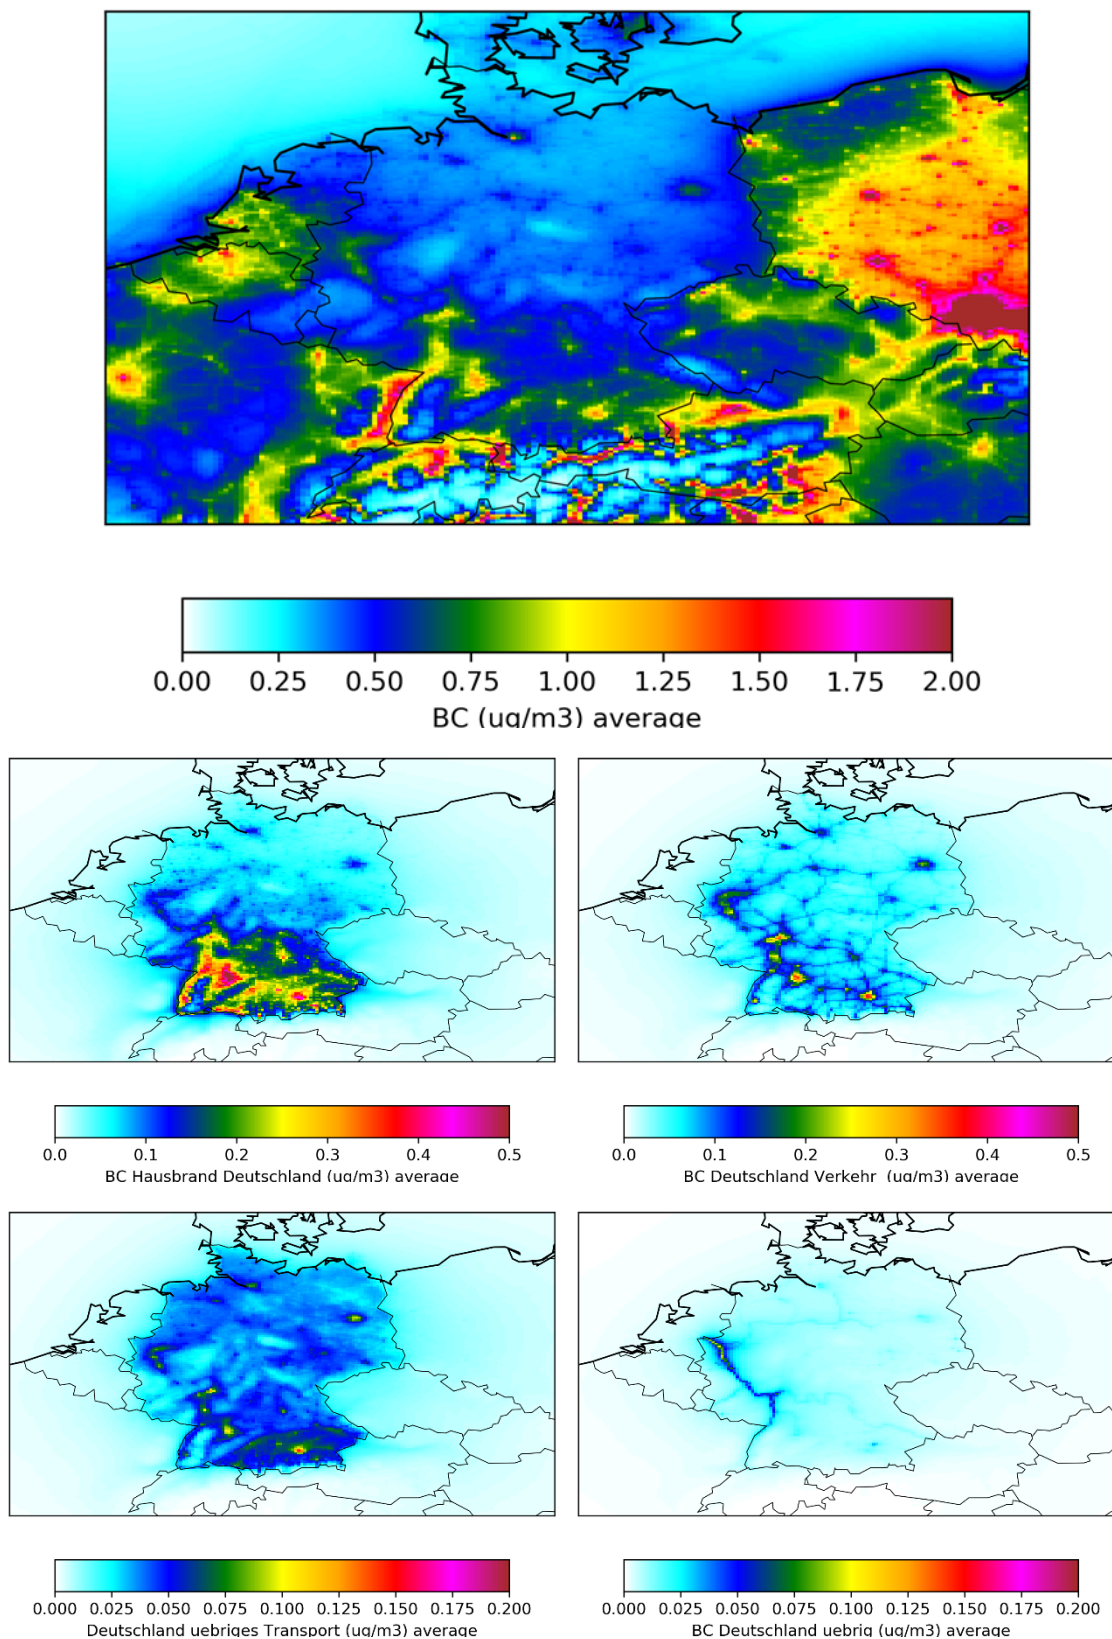 0.00 0.25 0.50 0.75 1.00 1.25 1.50 1.75 2.00
BC (ug/m3) average
0.0 0.1 0.2 0.3 0.4 0.5
BC Hausbrand Deutschland (ug/m3) average
0.0 0.1 0.2 0.3 0.4 0.5
BC Deutschland Verkehr (ug/m3) average
0.000 0.025 0.050 0.075 0.100 0.125 0.150 0.175 0.200
Deutschland uebriges Transport (ug/m3) average
0.000 0.025 0.050 0.075 0.100 0.125 0.150 0.175 0.200
BC Deutschland uebrig (ug/m3) average